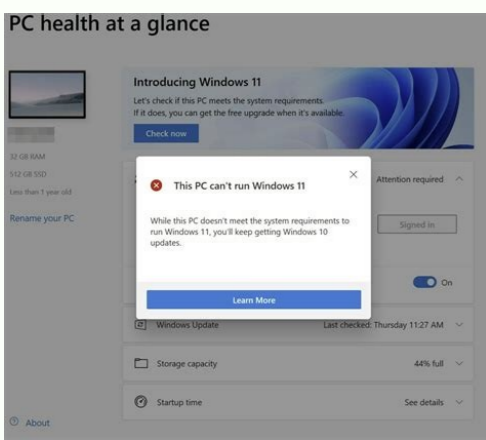 PC health at a glance
Introducing Windows 11
Let's check if this PC meets the system requirements.
If it does, you can get the free upgrade when it's available.
Check now
32 GB RAM
512 GB SSD
Less than 1 year old
Rename your PC
This PC can't run Windows 11
While this PC doesn't meet the system requirements to
run Windows 11, you'll keep getting Windows 10
updates.
Learn More
Attention required
Signed in
On
Windows Update
Last checked: Thursday 11:27 AM
Storage capacity
44% full
Startup time
See details
About